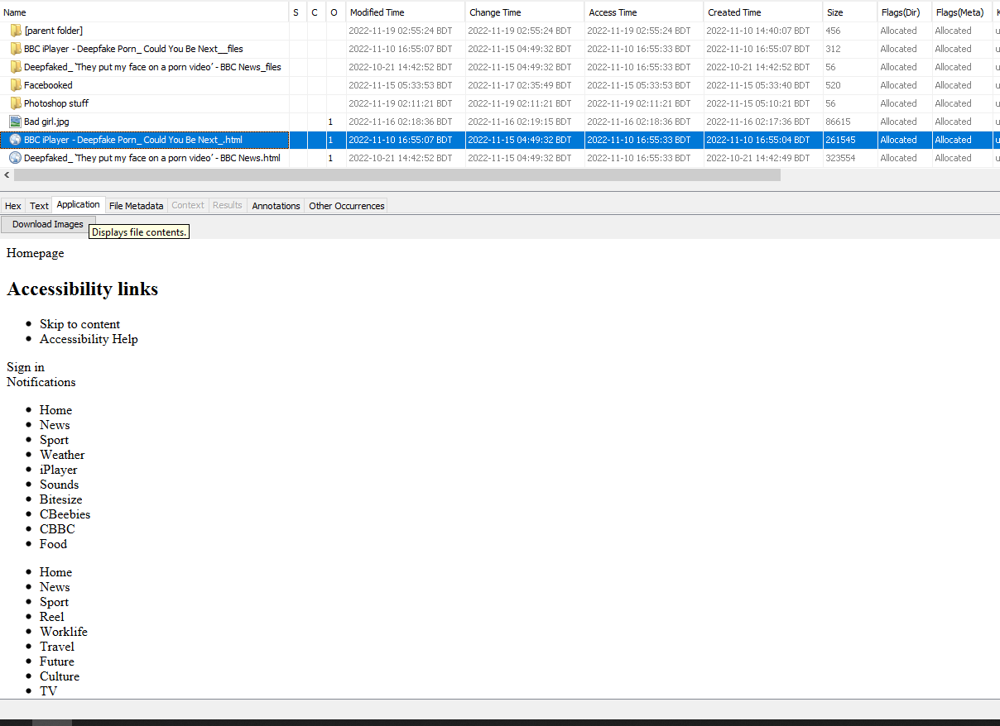 Name S C O Modified Time Change Time Access Time Created Time Size Flags(Dir) Flags(Meta)
[parent folder] 2022-11-19 02:55:24 BDT 2022-11-19 02:55:24 BDT 2022-11-19 02:55:24 BDT 2022-11-10 14:40:07 BDT 456 Allocated Allocated
BBC iPlayer - Deepfake Porn_ Could You Be Next__files 2022-11-10 16:55:07 BDT 2022-11-15 04:49:32 BDT 2022-11-10 16:55:33 BDT 2022-11-10 16:55:07 BDT 312 Allocated Allocated
Deepfaked_ ‘They put my face on a porn video’ - BBC News_files 2022-10-21 14:42:52 BDT 2022-11-15 04:49:32 BDT 2022-11-10 16:55:33 BDT 2022-10-21 14:42:52 BDT 56 Allocated Allocated
Facebooked 2022-11-15 05:33:53 BDT 2022-11-17 02:35:49 BDT 2022-11-15 05:33:53 BDT 2022-11-15 05:33:40 BDT 520 Allocated Allocated
Photoshop stuff 2022-11-19 02:11:21 BDT 2022-11-19 02:11:21 BDT 2022-11-19 02:11:21 BDT 2022-11-15 05:10:21 BDT 56 Allocated Allocated
Bad girl.jpg 1 2022-11-16 02:18:36 BDT 2022-11-16 02:19:15 BDT 2022-11-16 02:18:36 BDT 2022-11-16 02:17:36 BDT 86615 Allocated Allocated
BBC iPlayer - Deepfake Porn_ Could You Be Next_.html 1 2022-11-10 16:55:07 BDT 2022-11-15 04:49:32 BDT 2022-11-10 16:55:33 BDT 2022-11-10 16:55:04 BDT 261545 Allocated Allocated
Deepfaked_ ‘They put my face on a porn video’ - BBC News.html 1 2022-10-21 14:42:52 BDT 2022-11-15 04:49:32 BDT 2022-11-10 16:55:33 BDT 2022-10-21 14:42:49 BDT 323554 Allocated Allocated
Hex Text Application File Metadata Context Results Annotations Other Occurrences
Download Images
Displays file contents.
Homepage
Accessibility links
Skip to content
Accessibility Help
Sign in
Notifications
Home
News
Sport
Weather
iPlayer
Sounds
Bitesize
CBeebies
CBBC
Food
Home
News
Sport
Reel
Worklife
Travel
Future
Culture
TV